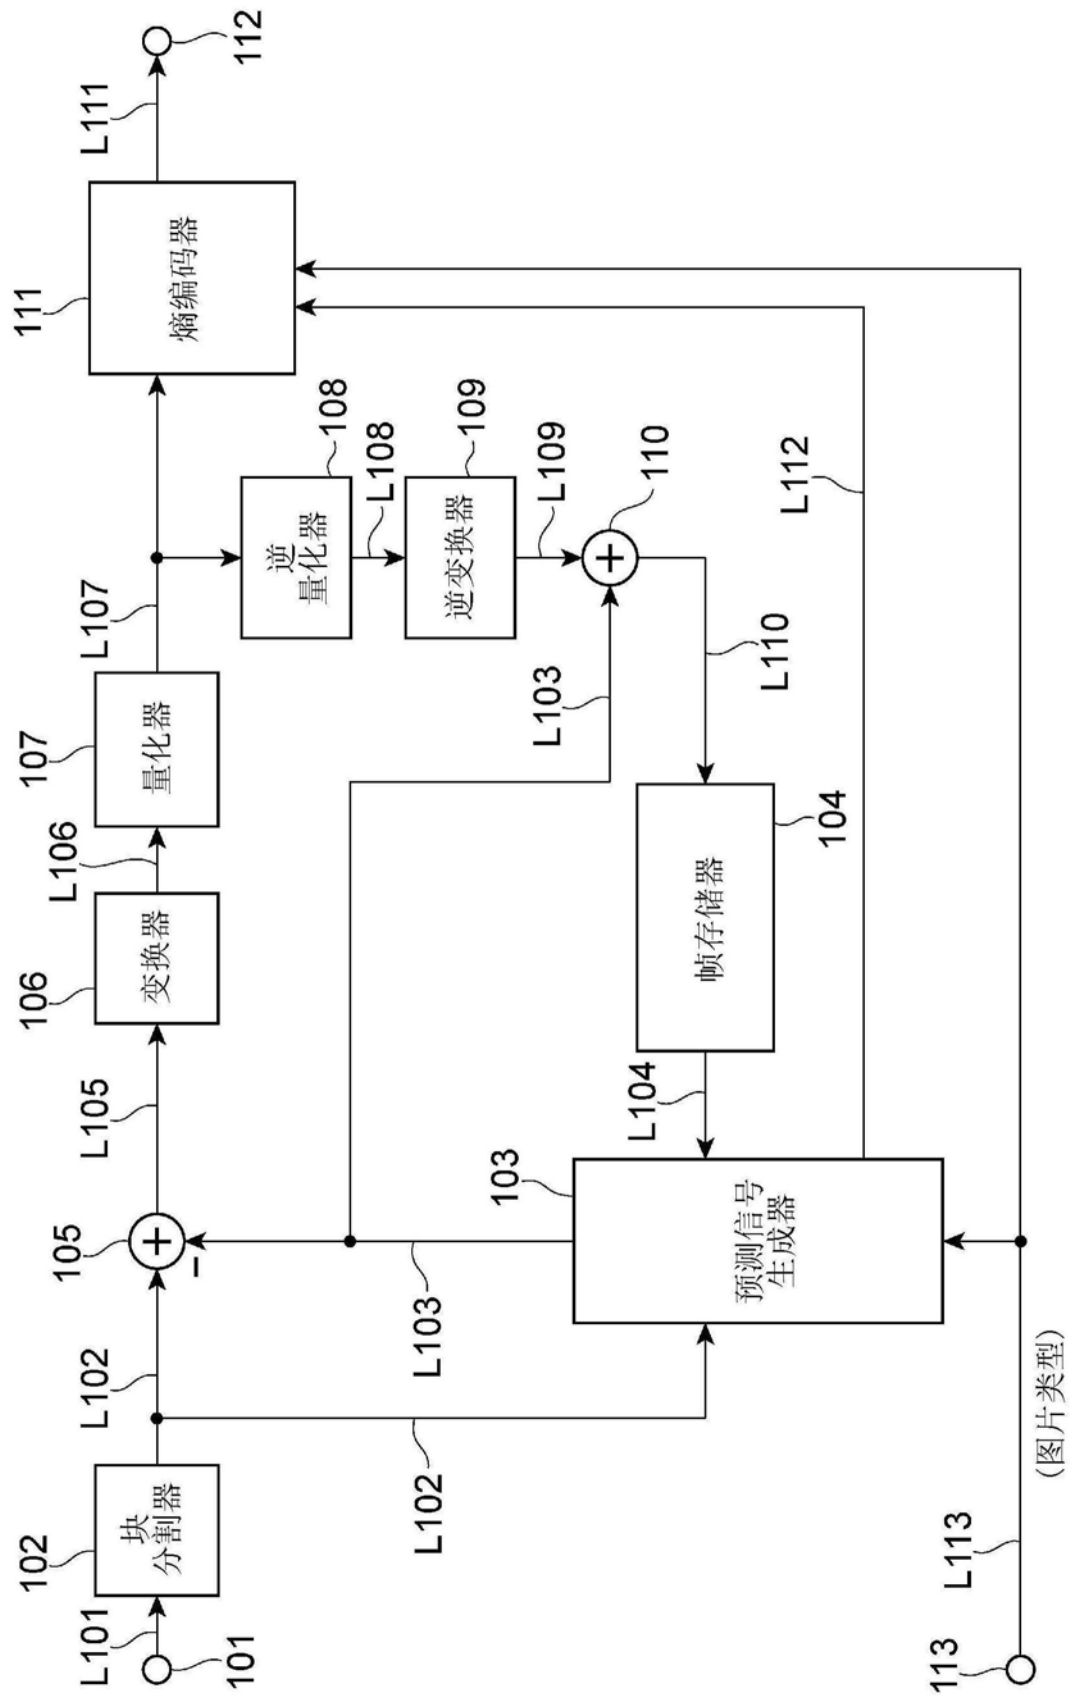 102
106
107
111
105
L106
L101
L102
L105
L107
L111
块
分割器
+
变换器
量化器
熵编码器
−
101
112
逆
量化器
108
L108
L102
L103
逆变换器
109
103
L103
L109
+
110
L104
帧存储器
预测信号
生成器
L110
L112
104
113
L113
(图片类型)